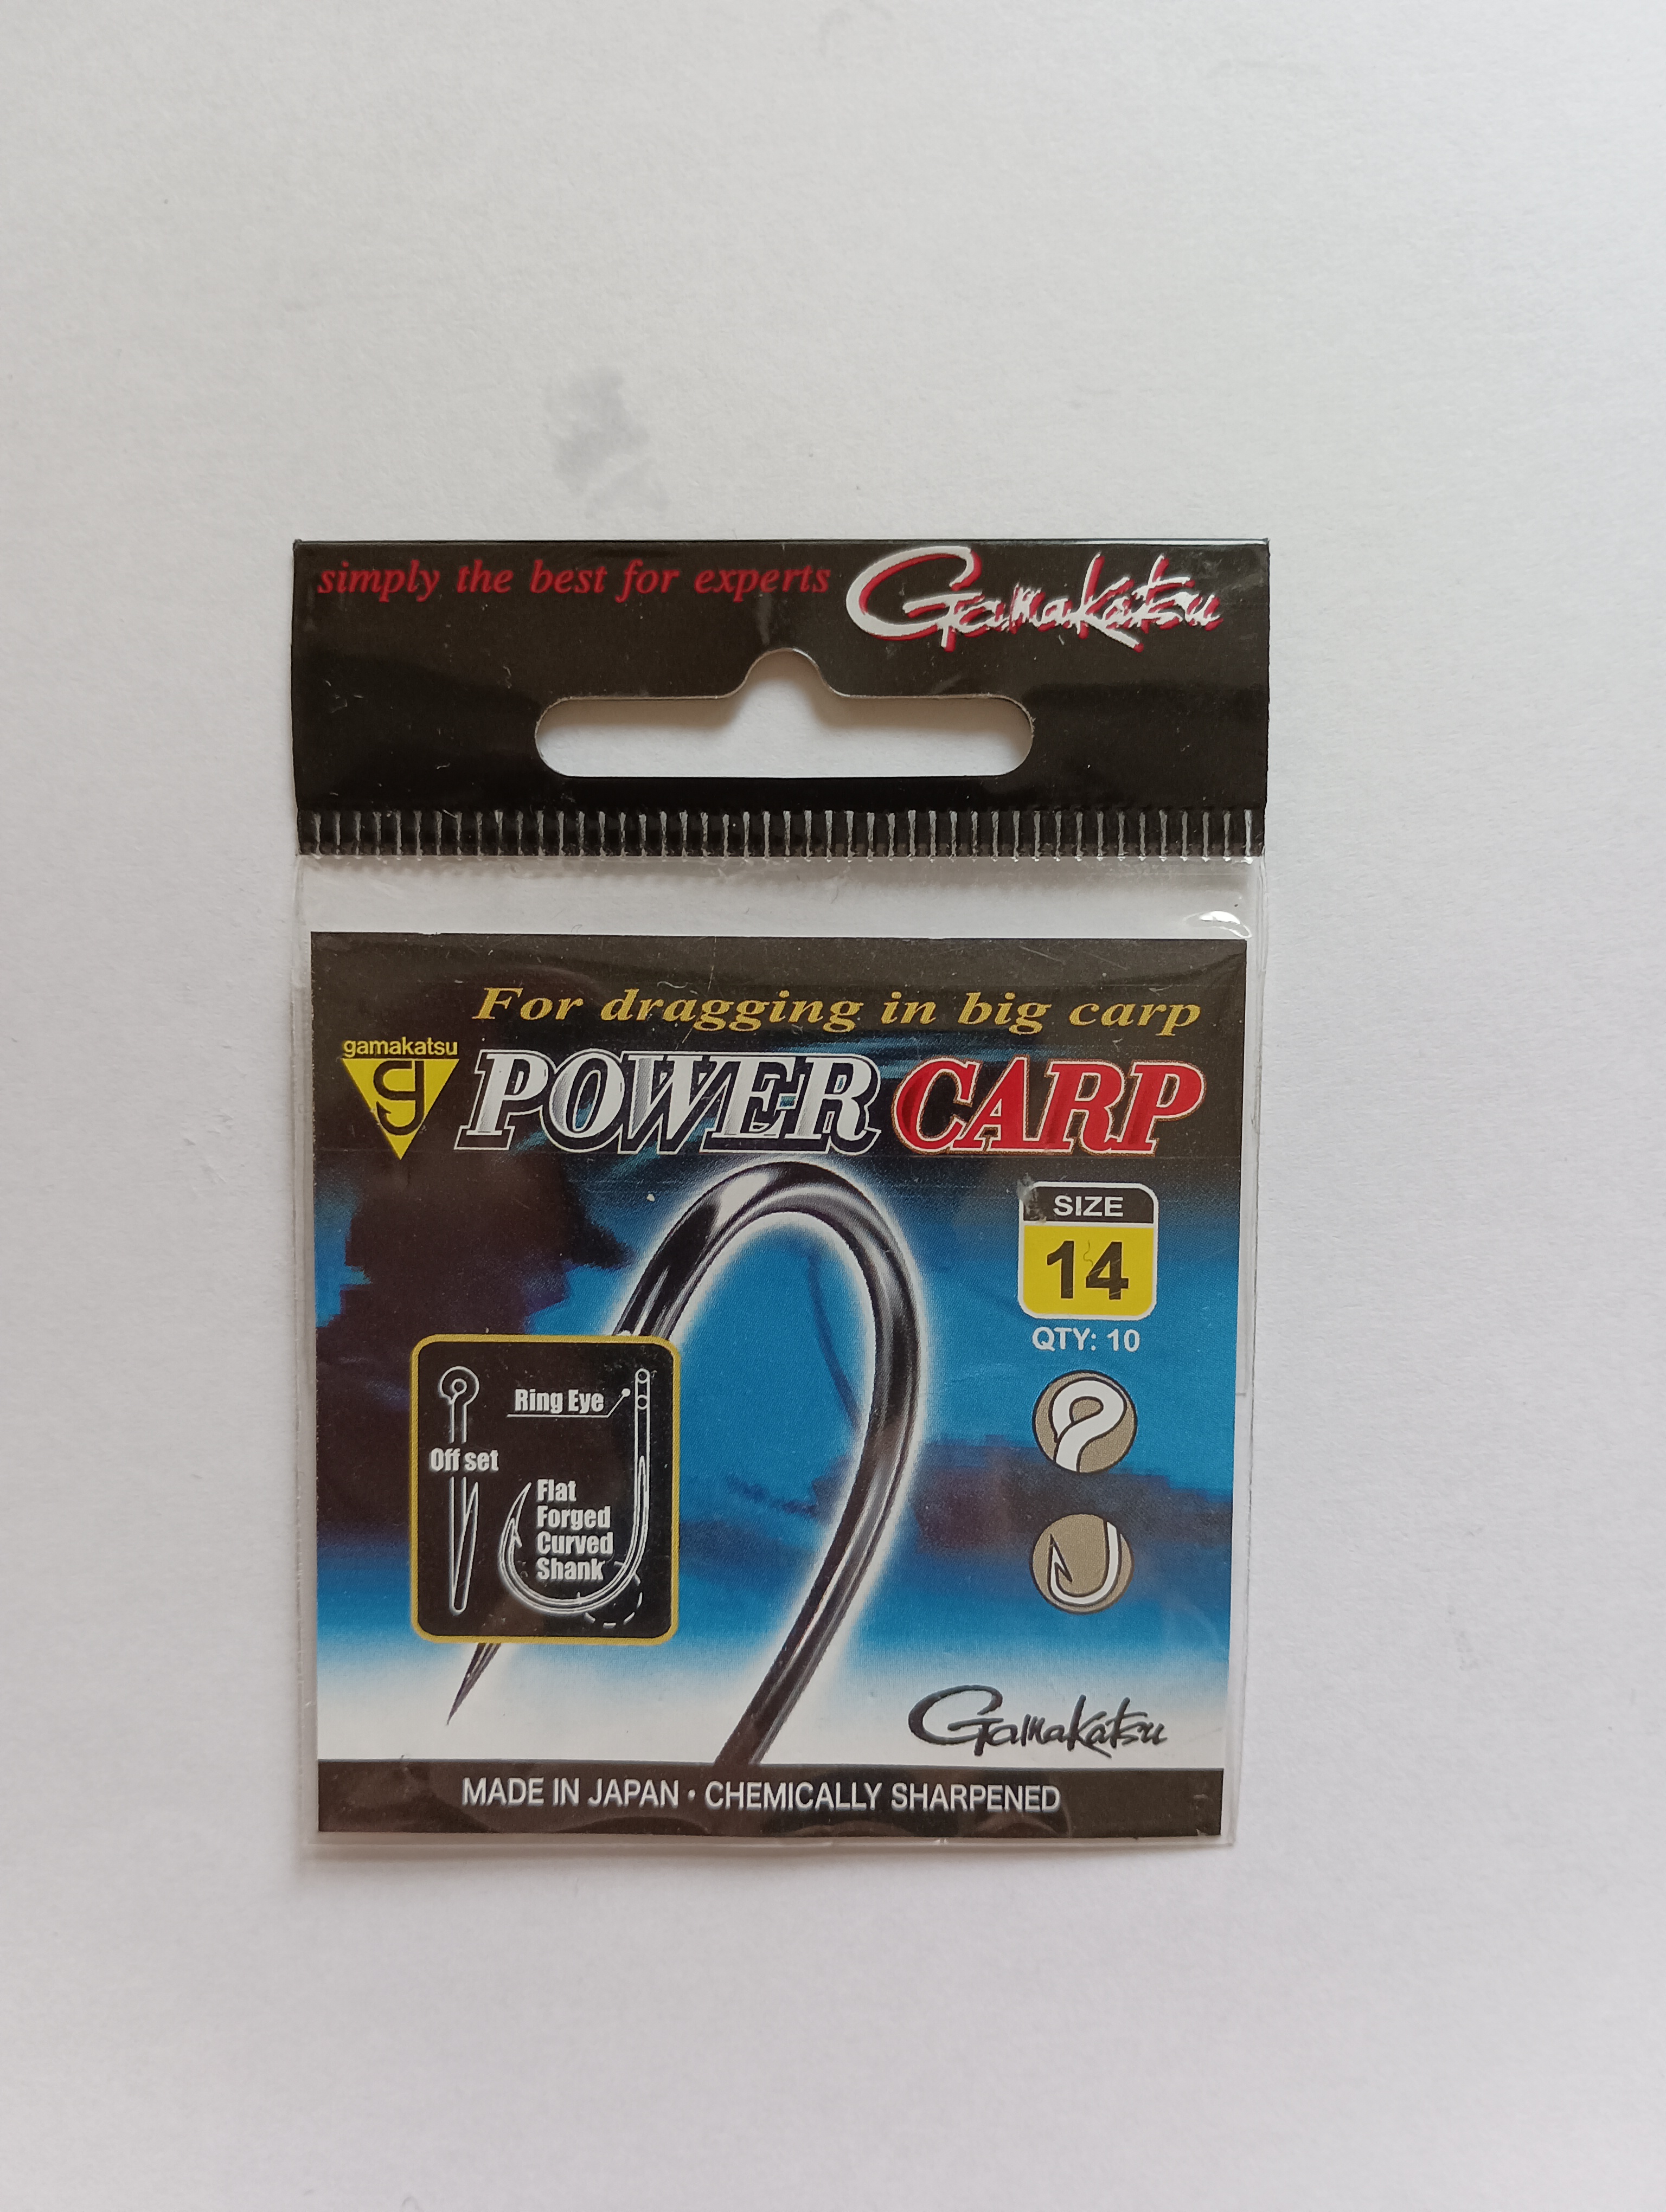 simply the best for experts Gamakatsu
For dragging in big carp
gamakatsu
POWER CARP
SIZE
14
QTY: 10
Ring Eye
Off set
Flat
Forged
Curved
Shank
Gamakatsu
MADE IN JAPAN · CHEMICALLY SHARPENED